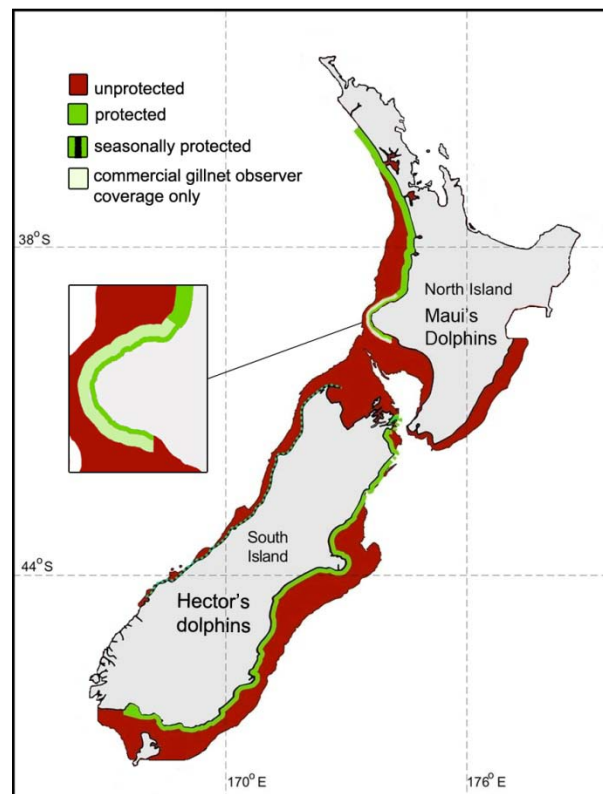 unprotected
protected
seasonally protected
commercial gillnet observer
coverage only
38° S
North Island
Maui's
Dolphins
South
Island
44° S
Hector's
dolphins
170° E
176° E